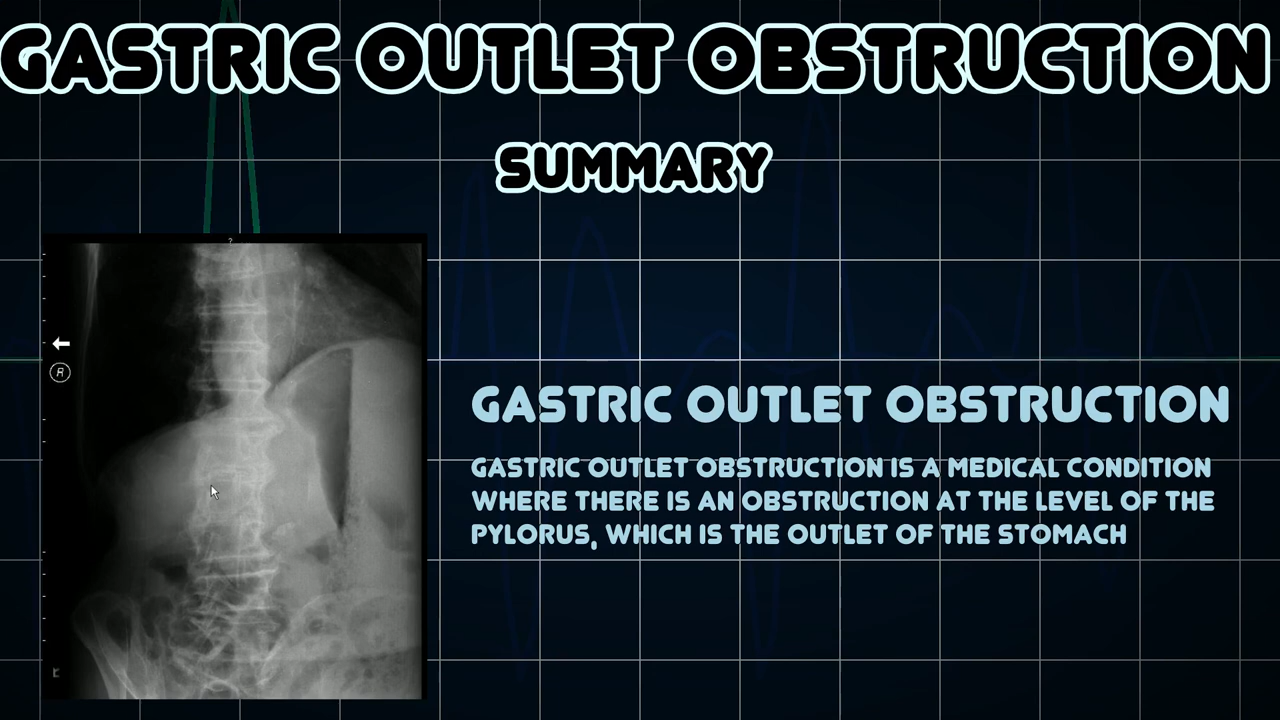 GASTRIC OUTLET OBSTRUCTION
SUMMARY
?
R
GASTRIC OUTLET OBSTRUCTION
GASTRIC OUTLET OBSTRUCTION IS A MEDICAL CONDITION
WHERE THERE IS AN OBSTRUCTION AT THE LEVEL OF THE
PYLORUS, WHICH IS THE OUTLET OF THE STOMACH